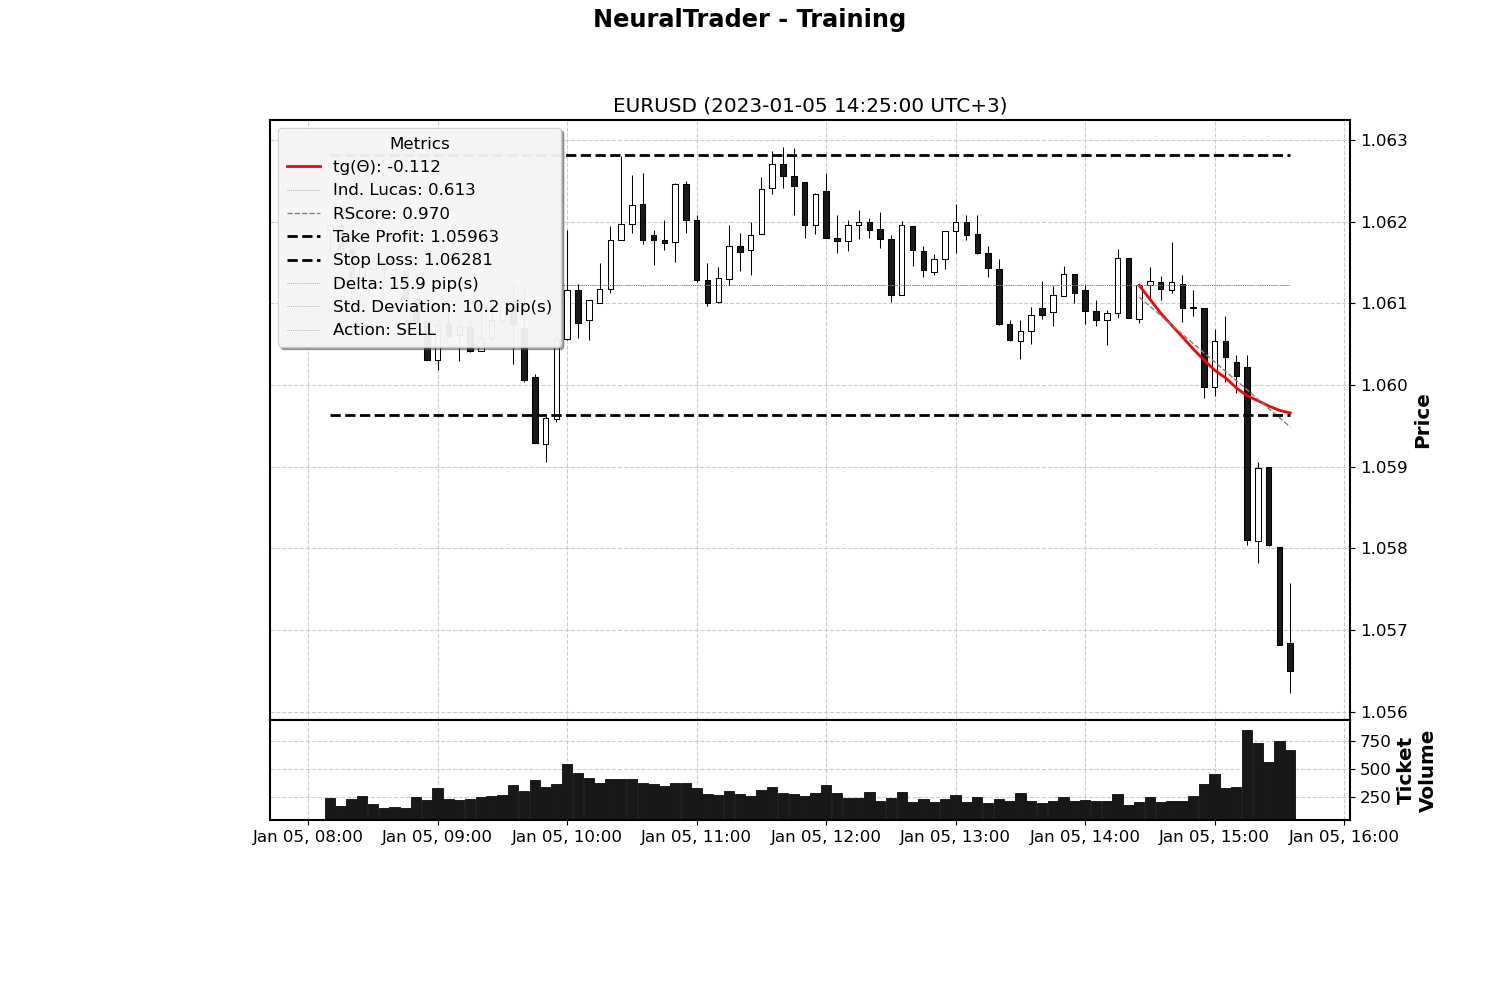 NeuralTrader - Training
EURUSD (2023-01-05 14:25:00 UTC+3)
Metrics
tg(Θ): -0.112
Ind. Lucas: 0.613
RScore: 0.970
Take Profit: 1.05963
Stop Loss: 1.06281
Delta: 15.9 pip(s)
Std. Deviation: 10.2 pip(s)
Action: SELL
1.063
1.062
1.061
1.060
1.059
1.058
1.057
1.056
Price
750
500
250
Ticket
Volume
Jan 05, 08:00
Jan 05, 09:00
Jan 05, 10:00
Jan 05, 11:00
Jan 05, 12:00
Jan 05, 13:00
Jan 05, 14:00
Jan 05, 15:00
Jan 05, 16:00